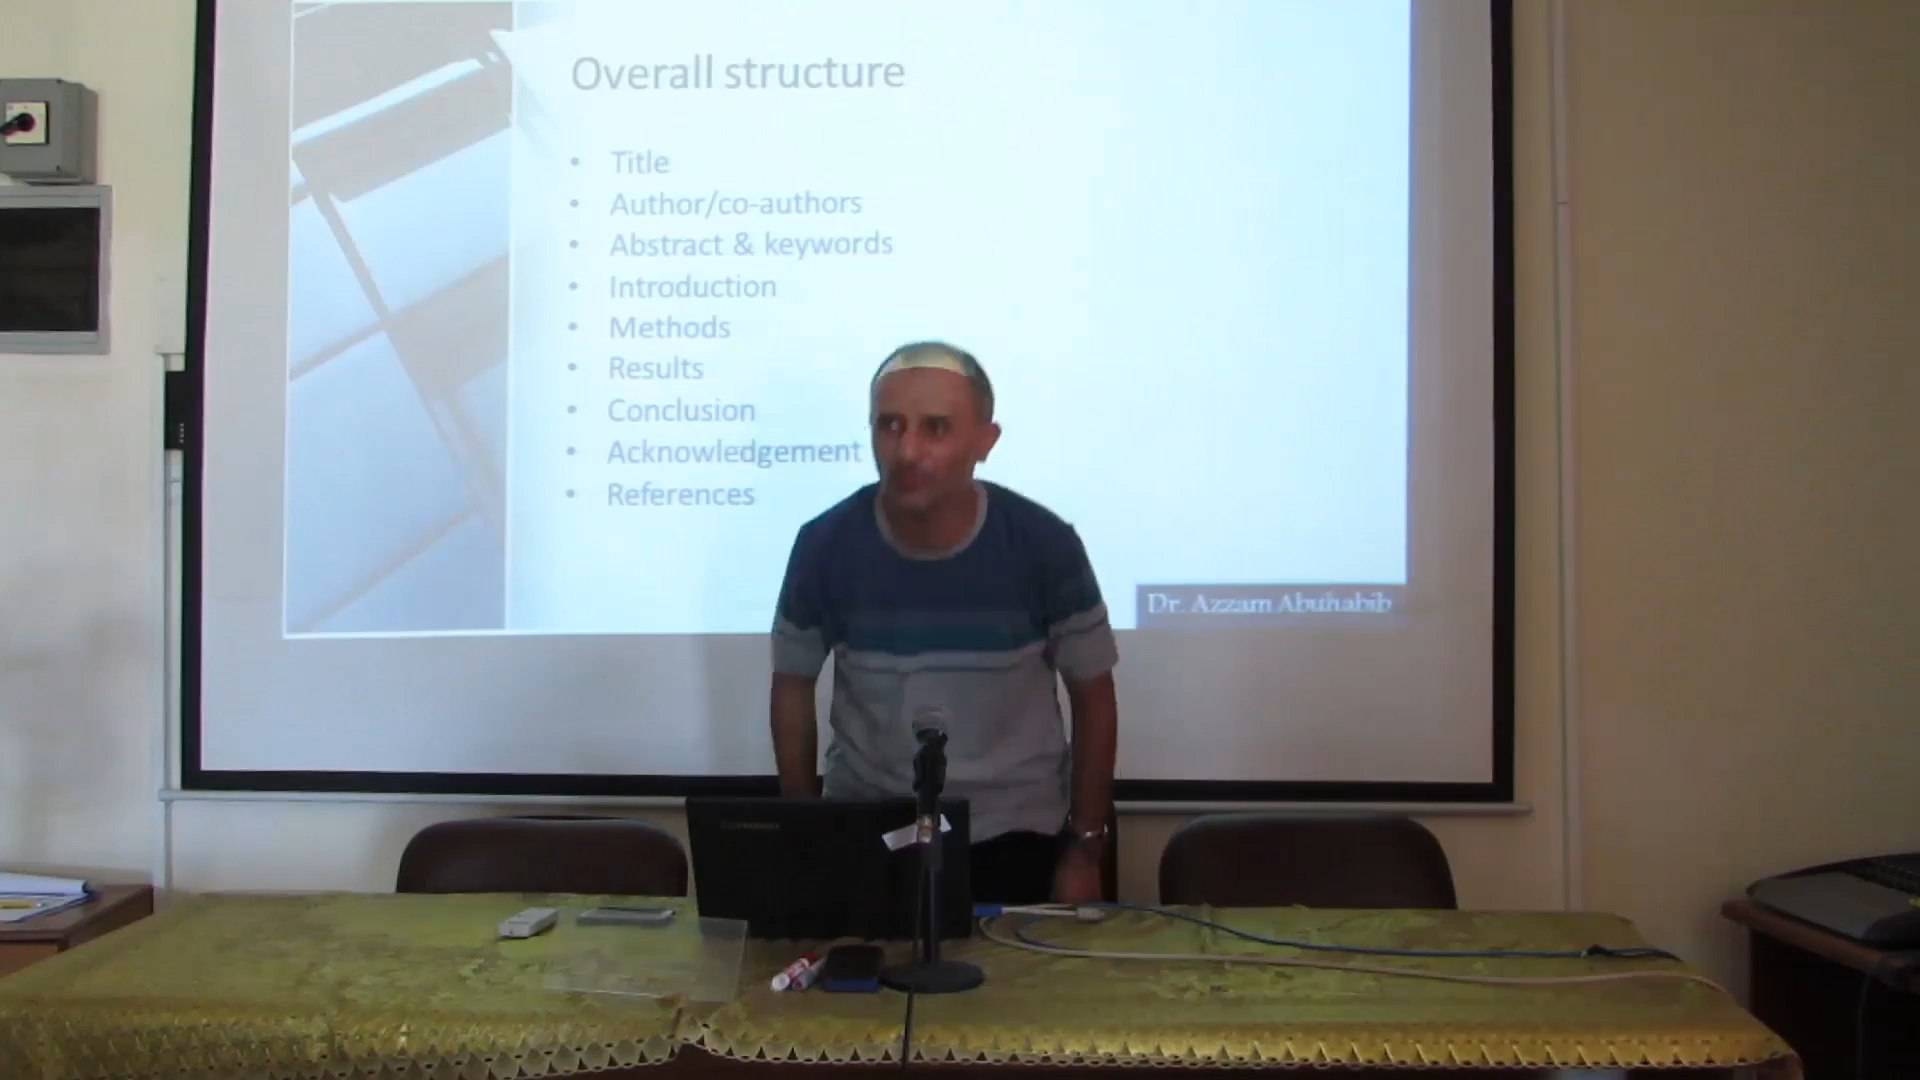 Overall structure
• Title
• Author/co-authors
• Abstract & keywords
• Introduction
• Methods
• Results
• Conclusion
• Acknowledgement
• References
Dr. Azzam Abuhabib